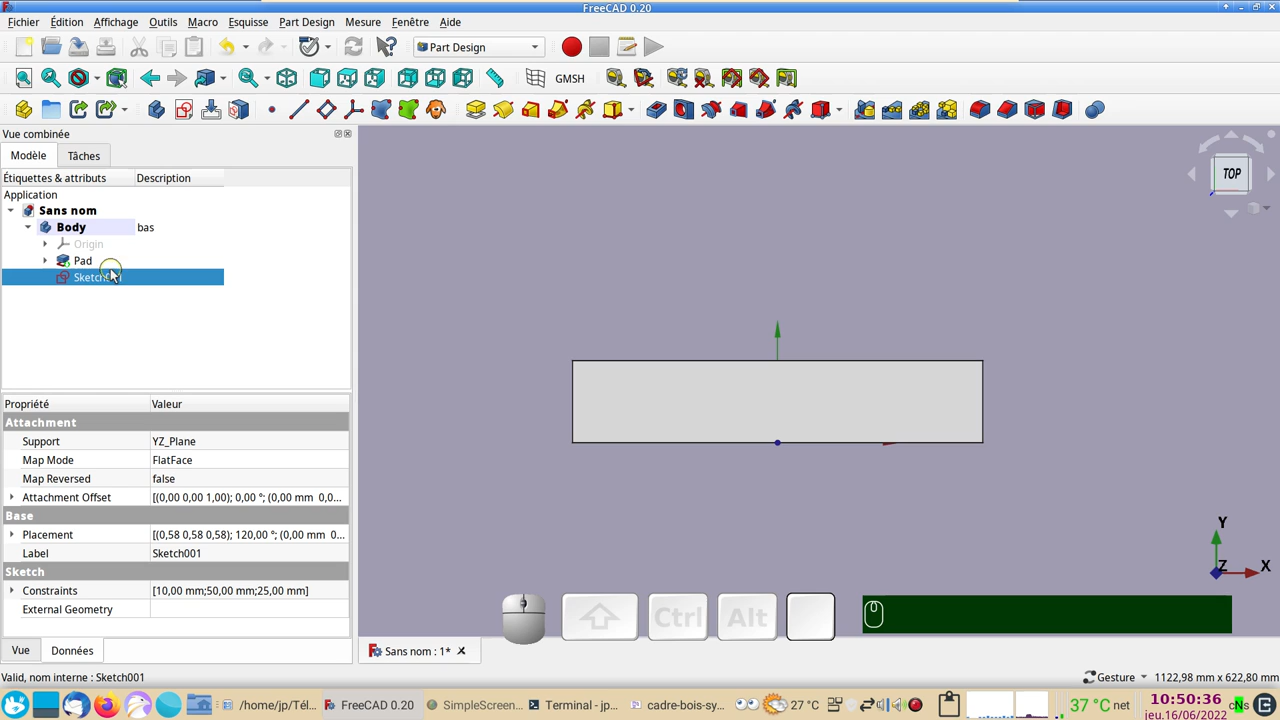 FreeCAD 0.20
Fichier Édition Affichage Outils Macro Esquisse Part Design Mesure Fenêtre Aide
Part Design
GMSH
Vue combinée
Modèle Tâches
Étiquettes & attributs Description
Application
Sans nom
Body bas
Origin
Pad
TOP
Propriété Valeur
Attachment
Support YZ_Plane
Map Mode FlatFace
Map Reversed false
Attachment Offset [(0,00 0,00 1,00); 0,00 °; (0,00 mm 0,0...
Base
Placement [(0,58 0,58 0,58); 120,00 °; (0,00 mm 0...
Label Sketch001
Sketch
Constraints [10,00 mm;50,00 mm;25,00 mm]
External Geometry
Y
Z X
Ctrl Alt
Vue Données
Sans nom : 1*
Valid, nom interne : Sketch001
Gesture 1122,98 mm x 622,80 mm
/home/jp/Tél... FreeCAD 0.20 SimpleScreen... Terminal - jp... cadre-bois-sy... 27 °C 37 °C net 10:50:36
jeu.16/06/2022